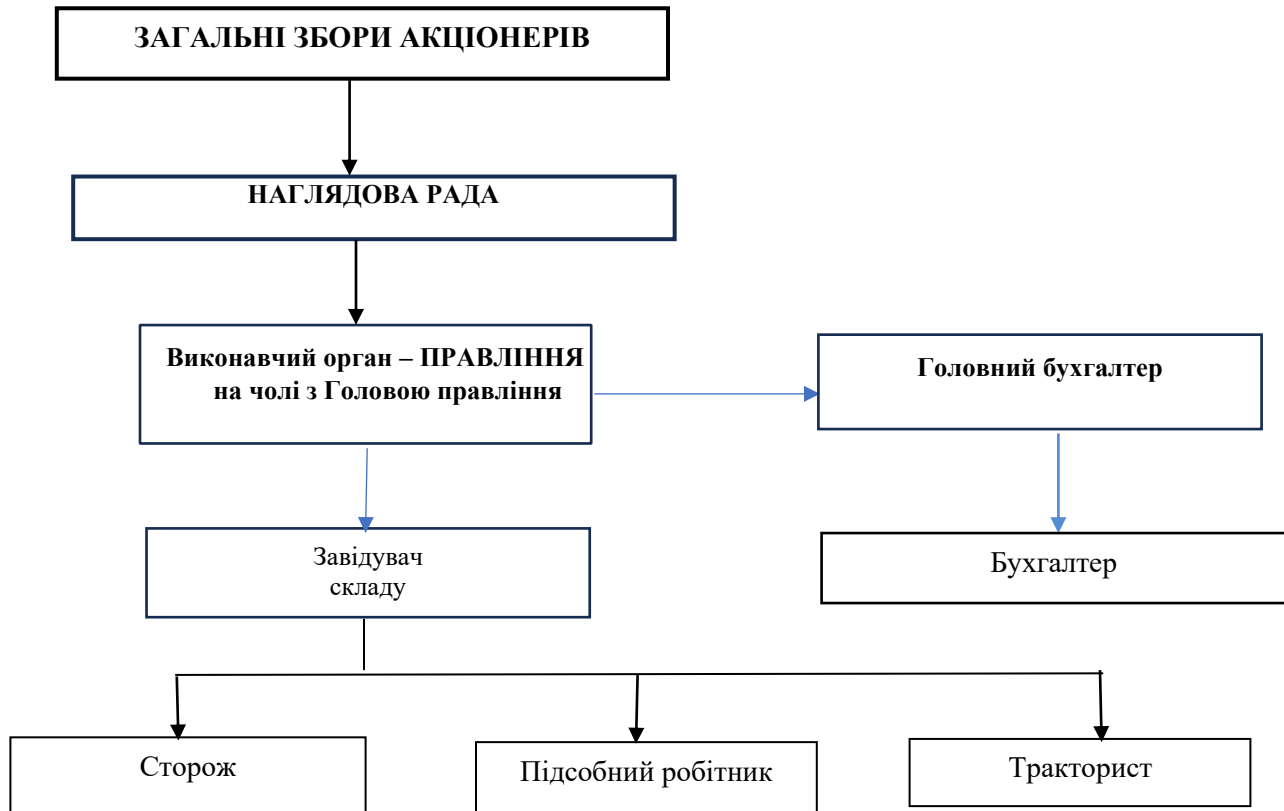 ЗАГАЛЬНІ ЗБОРИ АКЦІОНЕРІВ
НАГЛЯДОВА РАДА
Виконавчий орган – ПРАВЛІННЯ
на чолі з Головою правління
Головний бухгалтер
Завідувач
складу
Бухгалтер
Сторож
Підсобний робітник
Тракторист